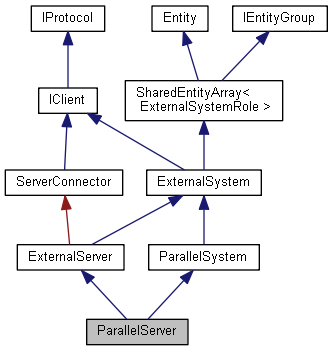 IProtocol
Entity
IEntityGroup
IClient
SharedEntityArray<
ExternalSystemRole >
ServerConnector
ExternalSystem
ExternalServer
ParallelSystem
ParallelServer